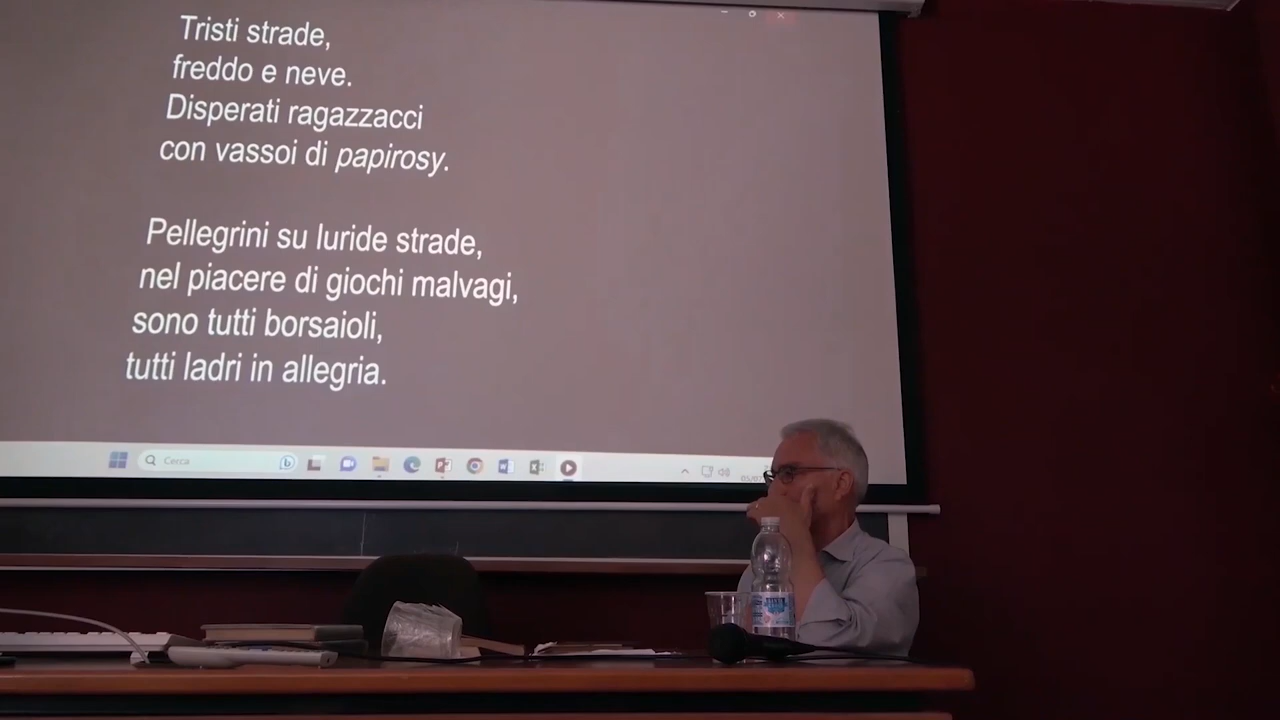 Tristi strade,
freddo e neve.
Disperati ragazzacci
con vassoi di papirosy.
Pellegrini su luride strade,
nel piacere di giochi malvagi,
sono tutti borsaioli,
tutti ladri in allegria.
Cerca